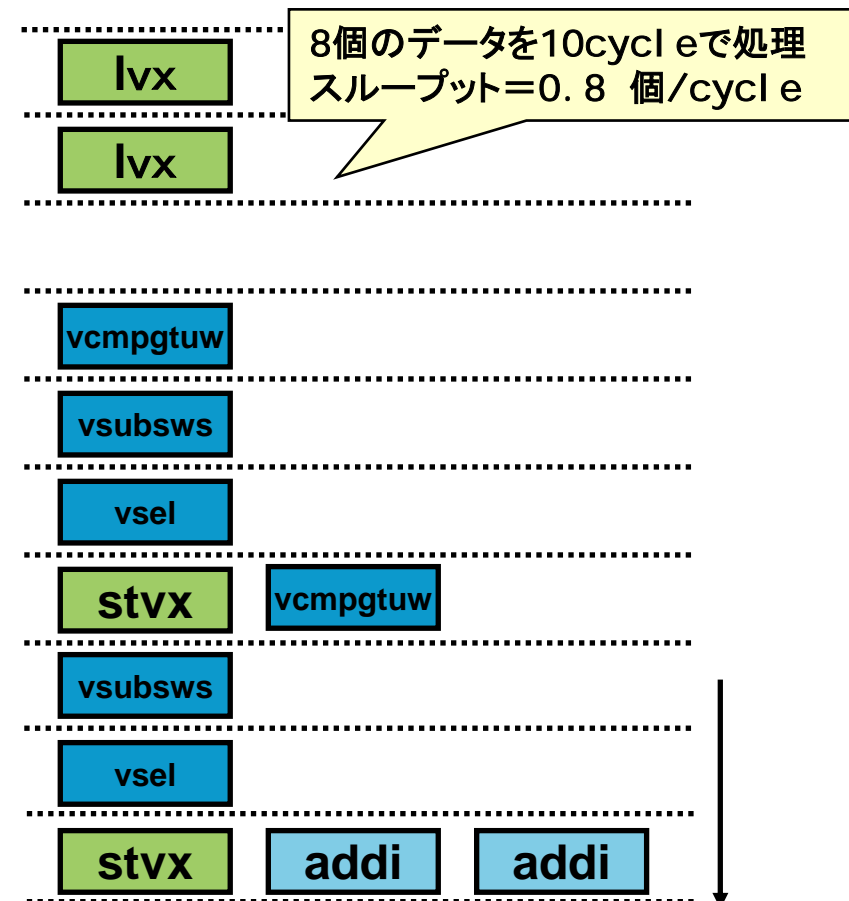 8個のデータを10cycleで処理
スループット=0.8 個/cycle
lvx
lvx
vcmpgtuw
vsubsws
vsel
stvx vcmpgtuw
vsubsws
vsel
stvx addi addi